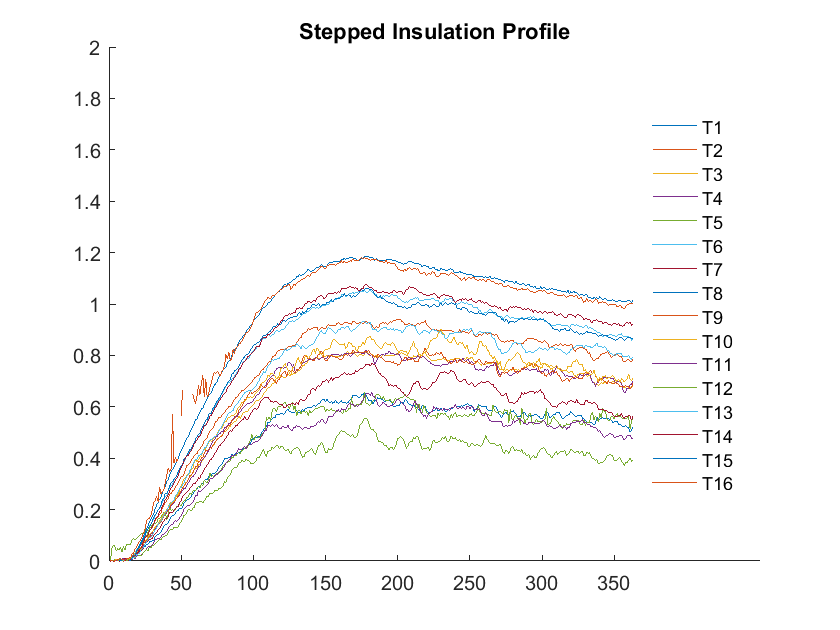 Stepped Insulation Profile
2
1.8
1.6
1.4
1.2
1
0.8
0.6
0.4
0.2
0
0 50 100 150 200 250 300 350
T1
T2
T3
T4
T5
T6
T7
T8
T9
T10
T11
T12
T13
T14
T15
T16